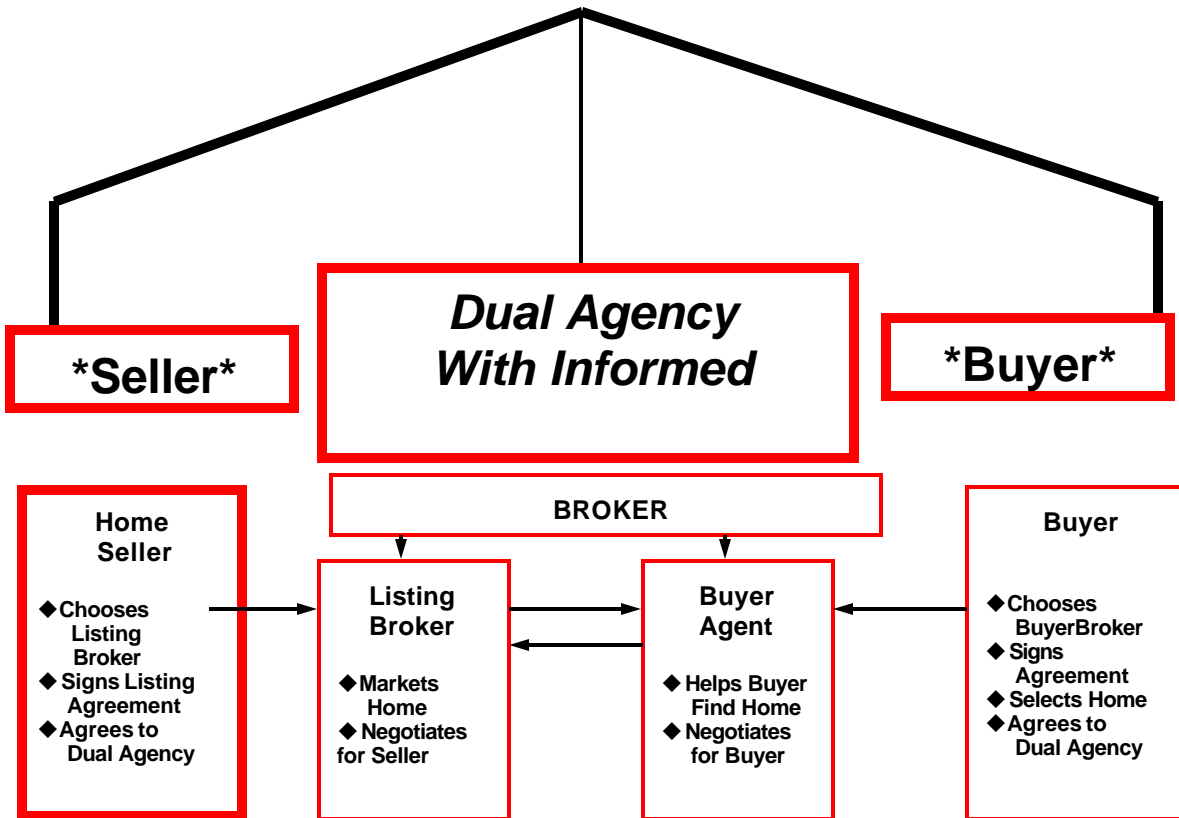 *Seller*
Dual Agency
With Informed
*Buyer*
BROKER
Home
Seller
◆Chooses
Listing
Broker
◆Signs Listing
Agreement
◆Agrees to
Dual Agency
Listing
Broker
◆Markets
Home
◆Negotiates
for Seller
Buyer
Agent
◆Helps Buyer
Find Home
◆Negotiates
for Buyer
Buyer
◆Chooses
BuyerBroker
◆Signs
Agreement
◆Selects Home
◆Agrees to
Dual Agency